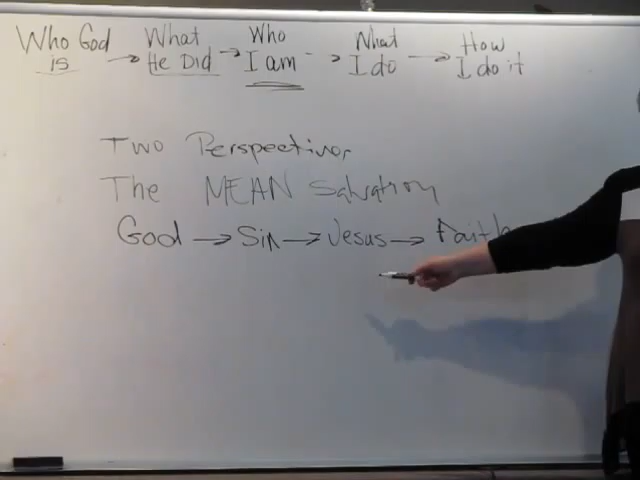 Who God is → What He Did → Who I am → What I do → How I do it
Two Perspectives
The MEAN Salvation
God → Sin → Jesus → Faith